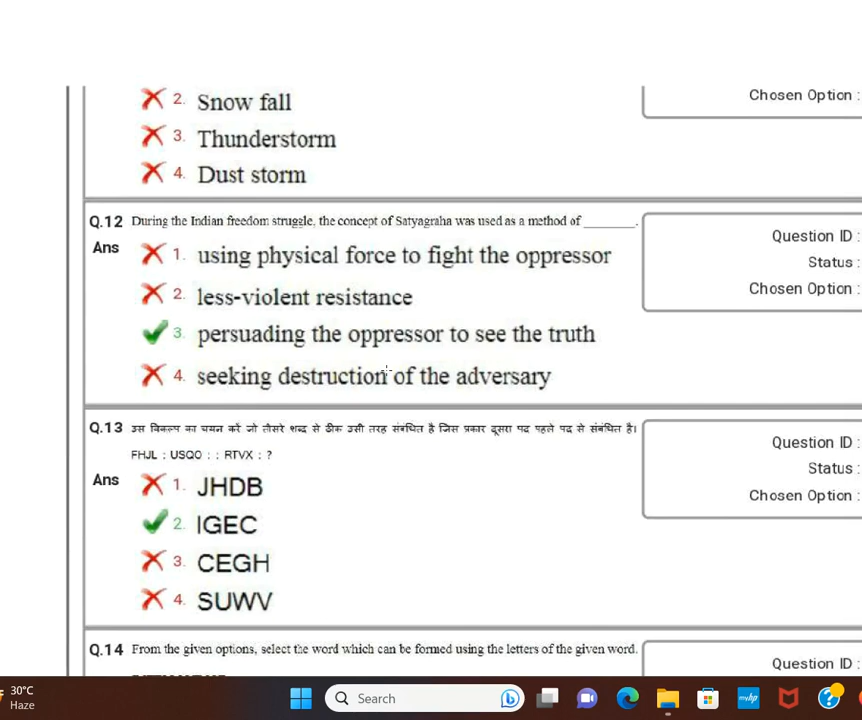 2. Snow fall
Chosen Option :
3. Thunderstorm
4. Dust storm
Q.12 During the Indian freedom struggle, the concept of Satyagraha was used as a method of ________.
Question ID :
Ans 1. using physical force to fight the oppressor
Status :
2. less-violent resistance
Chosen Option :
3. persuading the oppressor to see the truth
4. seeking destruction of the adversary
Q.13 उस विकल्प का चयन करें जो तीसरे शब्द से ठीक उसी तरह संबंधित है जिस प्रकार दूसरा पद पहले पद से संबंधित है।
Question ID :
FHJL : USQO : : RTVX : ?
Status :
Ans 1. JHDB
Chosen Option :
2. IGEC
3. CEGH
4. SUWV
Q.14 From the given options, select the word which can be formed using the letters of the given word.
Question ID :
30°C
Haze
Search
myhp